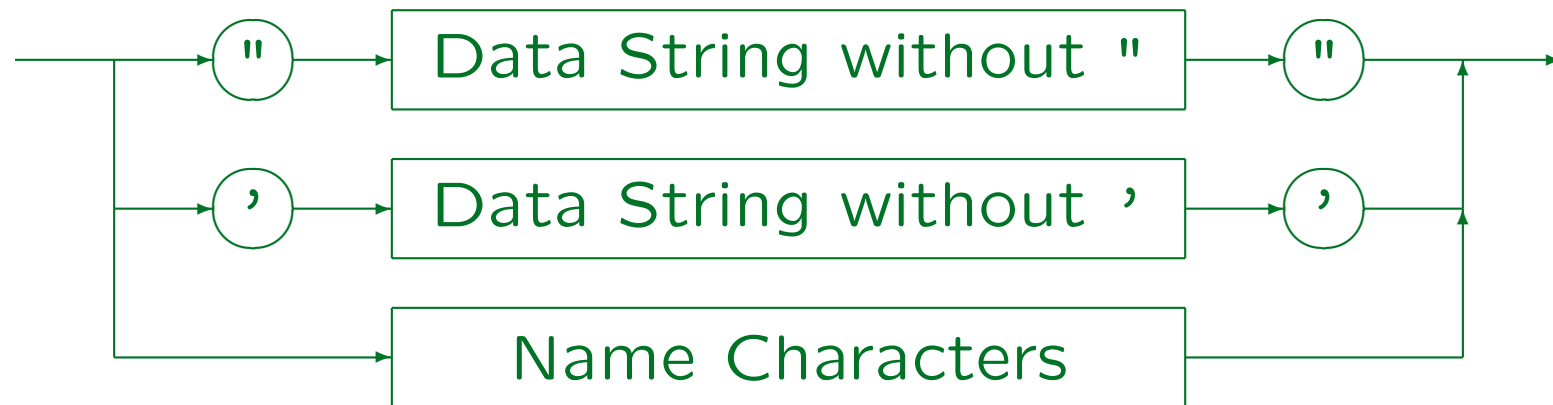 " Data String without " "
’ Data String without ’ ’
Name Characters